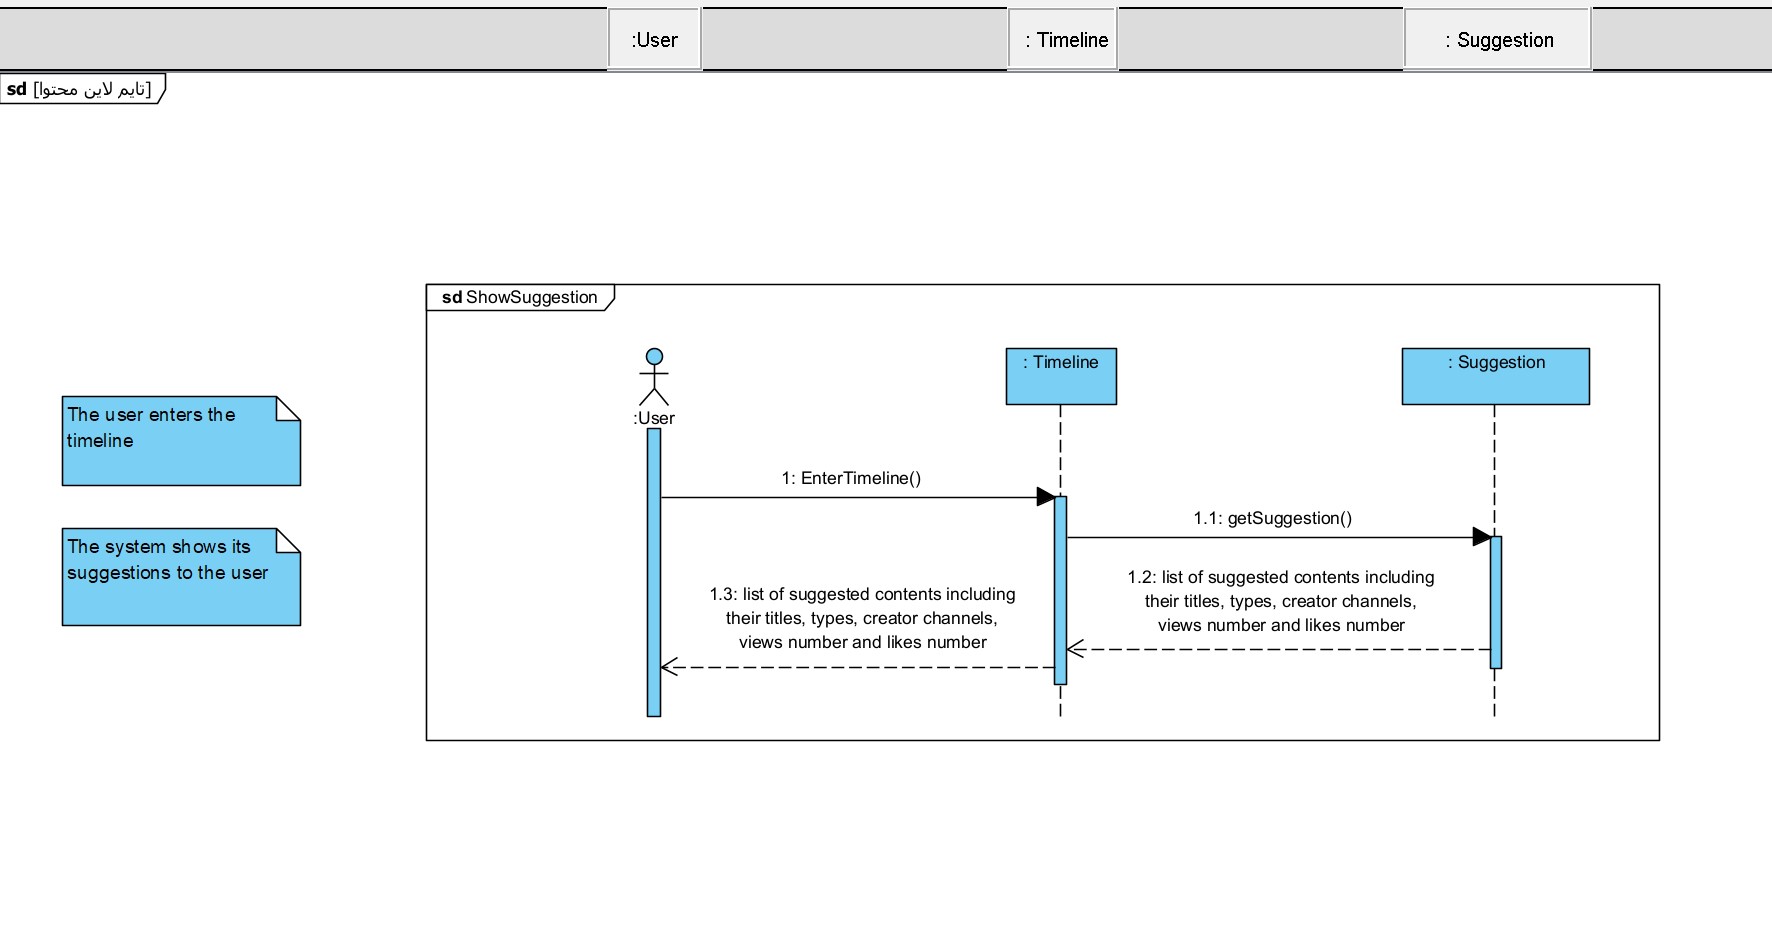 :User
: Timeline
: Suggestion
sd [تایم لاین محتوا]
sd ShowSuggestion
:User
: Timeline
: Suggestion
The user enters the
timeline
The system shows its
suggestions to the user
1: EnterTimeline()
1.1: getSuggestion()
1.2: list of suggested contents including
their titles, types, creator channels,
views number and likes number
1.3: list of suggested contents including
their titles, types, creator channels,
views number and likes number